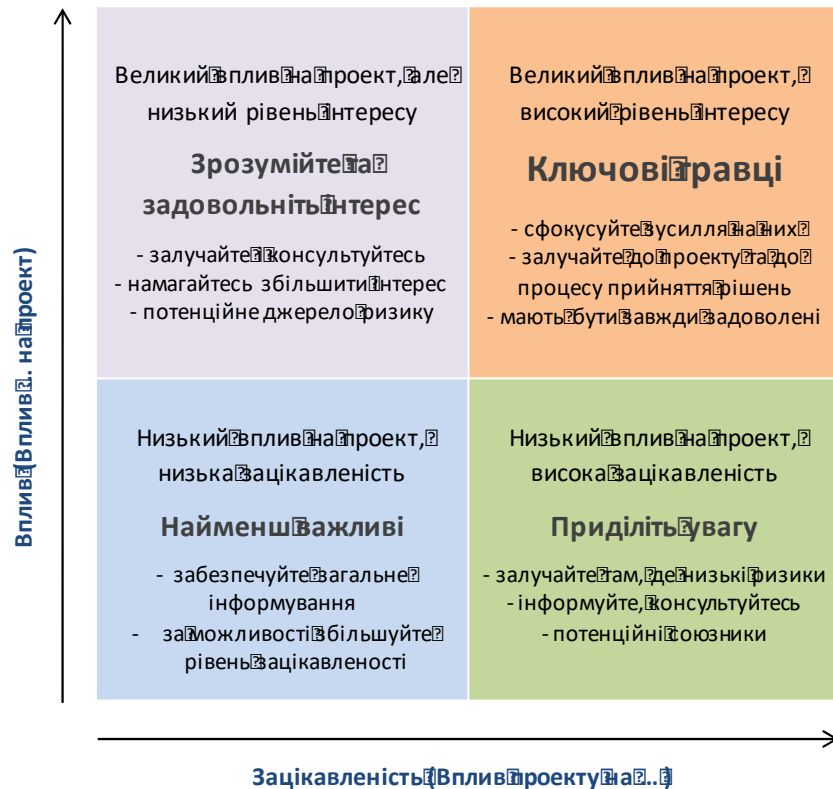 Великий вплив на проект, але
низький рівень інтересу
Зрозумійте та
задовольніть інтерес
- залучайте і консультуйтесь
- намагайтесь збільшити інтерес
- потенційне джерело ризику
Великий вплив на проект,
високий рівень інтересу
Ключові гравці
- сфокусуйте зусилля на них
- залучайте до проекту та до
процесу прийняття рішень
- мають бути завжди задоволені
Низький вплив на проект,
низька зацікавленість
Найменш важливі
- забезпечуйте загальне
інформування
- за можливості збільшуйте
рівень зацікавленості
Низький вплив на проект,
висока зацікавленість
Приділіть увагу
- залучайте там, де низькі ризики
- інформуйте, консультуйтесь
- потенційні союзники
Вплив (Вплив ... на проект)
Зацікавленість (Вплив проекту на ... )